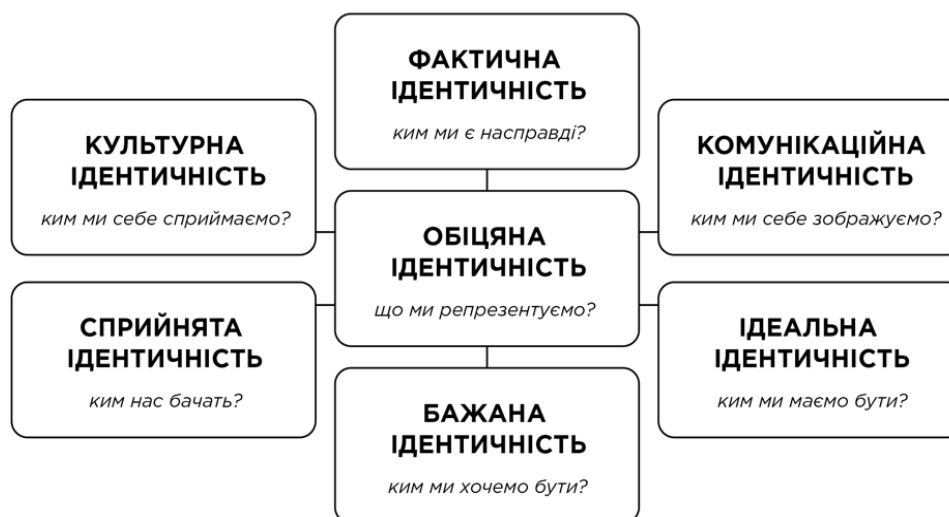 ФАКТИЧНА
ІДЕНТИЧНІСТЬ
ким ми є насправді?
КУЛЬТУРНА
ІДЕНТИЧНІСТЬ
ким ми себе сприймаємо?
КОМУНІКАЦІЙНА
ІДЕНТИЧНІСТЬ
ким ми себе зображуємо?
ОБІЦЯНА
ІДЕНТИЧНІСТЬ
що ми репрезентуємо?
СПРИЙНЯТА
ІДЕНТИЧНІСТЬ
ким нас бачать?
ІДЕАЛЬНА
ІДЕНТИЧНІСТЬ
ким ми маємо бути?
БАЖАНА
ІДЕНТИЧНІСТЬ
ким ми хочемо бути?